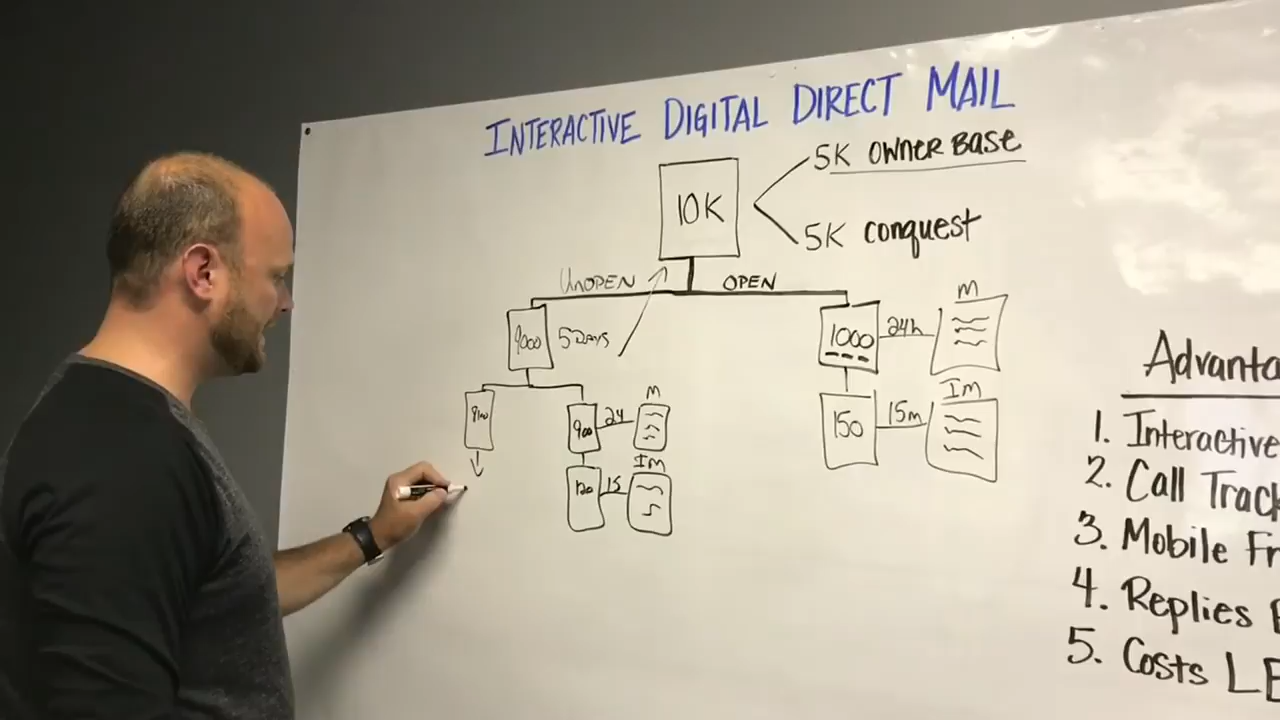 INTERACTIVE DIGITAL DIRECT MAIL
10K
5K OWNER BASE
5K conquest
UNOPEN
OPEN
9000
5 DAYS
1000
24h
M
150
15m
IM
900
24
M
120
15
IM
Advanta
1. Interactive
2. Call Track
3. Mobile Fr
4. Replies
5. Costs LE